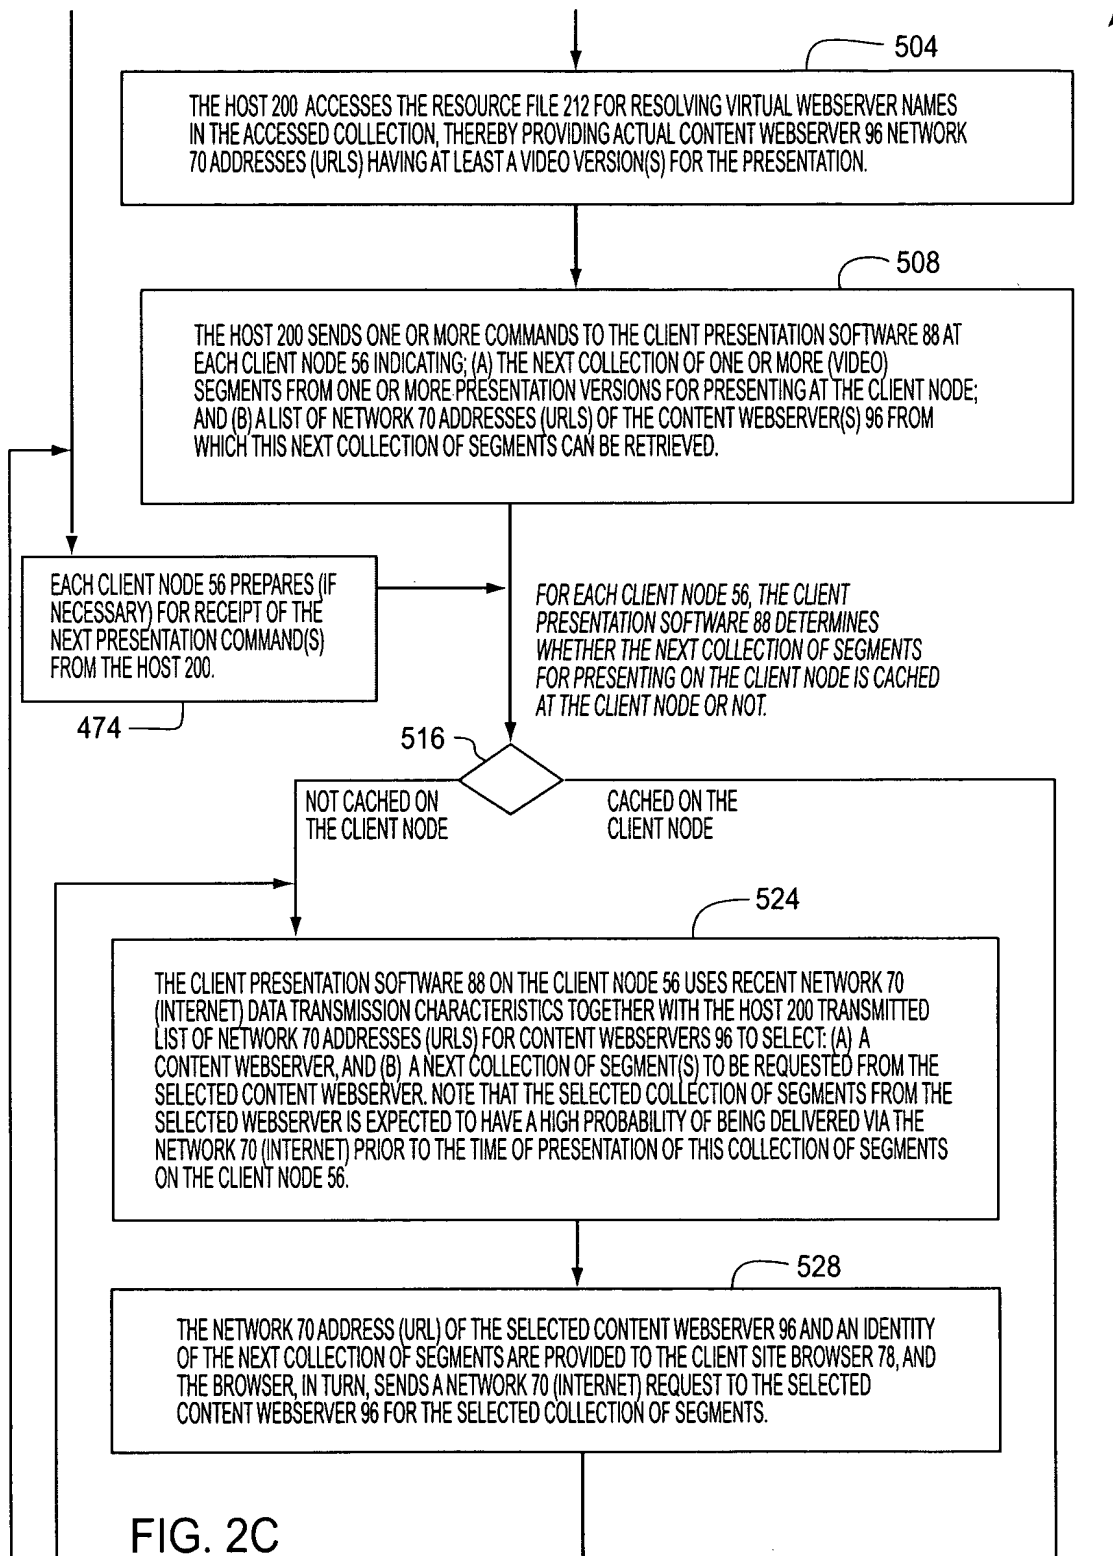 504
THE HOST 200 ACCESSES THE RESOURCE FILE 212 FOR RESOLVING VIRTUAL WEBSERVER NAMES
IN THE ACCESSED COLLECTION, THEREBY PROVIDING ACTUAL CONTENT WEBSERVER 96 NETWORK
70 ADDRESSES (URLS) HAVING AT LEAST A VIDEO VERSION(S) FOR THE PRESENTATION.
508
THE HOST 200 SENDS ONE OR MORE COMMANDS TO THE CLIENT PRESENTATION SOFTWARE 88 AT
EACH CLIENT NODE 56 INDICATING; (A) THE NEXT COLLECTION OF ONE OR MORE (VIDEO)
SEGMENTS FROM ONE OR MORE PRESENTATION VERSIONS FOR PRESENTING AT THE CLIENT NODE;
AND (B) A LIST OF NETWORK 70 ADDRESSES (URLS) OF THE CONTENT WEBSERVER(S) 96 FROM
WHICH THIS NEXT COLLECTION OF SEGMENTS CAN BE RETRIEVED.
EACH CLIENT NODE 56 PREPARES (IF
NECESSARY) FOR RECEIPT OF THE
NEXT PRESENTATION COMMAND(S)
FROM THE HOST 200.
474
FOR EACH CLIENT NODE 56, THE CLIENT
PRESENTATION SOFTWARE 88 DETERMINES
WHETHER THE NEXT COLLECTION OF SEGMENTS
FOR PRESENTING ON THE CLIENT NODE IS CACHED
AT THE CLIENT NODE OR NOT.
516
NOT CACHED ON
THE CLIENT NODE
CACHED ON THE
CLIENT NODE
524
THE CLIENT PRESENTATION SOFTWARE 88 ON THE CLIENT NODE 56 USES RECENT NETWORK 70
(INTERNET) DATA TRANSMISSION CHARACTERISTICS TOGETHER WITH THE HOST 200 TRANSMITTED
LIST OF NETWORK 70 ADDRESSES (URLS) FOR CONTENT WEBSERVERS 96 TO SELECT: (A) A
CONTENT WEBSERVER, AND (B) A NEXT COLLECTION OF SEGMENT(S) TO BE REQUESTED FROM THE
SELECTED CONTENT WEBSERVER. NOTE THAT THE SELECTED COLLECTION OF SEGMENTS FROM THE
SELECTED WEBSERVER IS EXPECTED TO HAVE A HIGH PROBABILITY OF BEING DELIVERED VIA THE
NETWORK 70 (INTERNET) PRIOR TO THE TIME OF PRESENTATION OF THIS COLLECTION OF SEGMENTS
ON THE CLIENT NODE 56.
528
THE NETWORK 70 ADDRESS (URL) OF THE SELECTED CONTENT WEBSERVER 96 AND AN IDENTITY
OF THE NEXT COLLECTION OF SEGMENTS ARE PROVIDED TO THE CLIENT SITE BROWSER 78, AND
THE BROWSER, IN TURN, SENDS A NETWORK 70 (INTERNET) REQUEST TO THE SELECTED
CONTENT WEBSERVER 96 FOR THE SELECTED COLLECTION OF SEGMENTS.
FIG. 2C